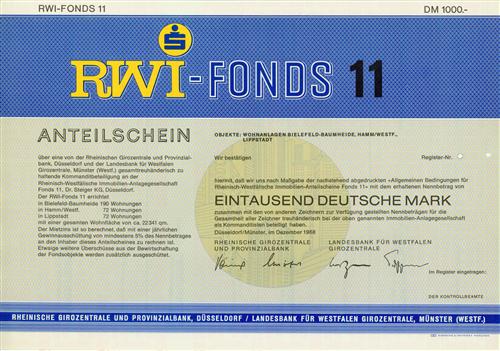 RWI-FONDS 11
DM 1000.-
RWI-FONDS 11
ANTEILSCHEIN
OBJEKTE: WOHNANLAGEN BIELEFELD-BAUMHEIDE, HAMM/WESTF.,
LIPPSTADT
über eine von der Rheinischen Girozentrale und Provinzial-
bank, Düsseldorf und der Landesbank für Westfalen
Girozentrale, Münster (Westf.) gesamttreuhänderisch zu
haltende Kommanditbeteiligung an der
Rheinisch-Westfälische Immobilien-Anlagegesellschaft
Fonds 11, Dr. Steiger KG, Düsseldorf.
Der RWI-Fonds 11 errichtet
in Bielefeld-Baumheide 190 Wohnungen
in Hamm/Westf. 72 Wohnungen
in Lippstadt 72 Wohnungen
mit einer gesamten Wohnfläche von ca. 22 341 qm.
Der Mietzins ist so berechnet, daß mit einer jährlichen
Gewinnausschüttung von mindestens 5% des Nennbetrages
an den Inhaber dieses Anteilscheines zu rechnen ist.
Etwaige weitere Überschüsse aus der Bewirtschaftung
der Fondsobjekte werden zusätzlich ausgeschüttet.
Wir bestätigen
Register-Nr.
hiermit, daß wir uns nach Maßgabe der nachstehend abgedruckten »Allgemeinen Bedingungen für
Rheinisch-Westfälische Immobilien-Anteilscheine Fonds 11« mit dem erhaltenen Nennbetrag von
EINTAUSEND DEUTSCHE MARK
zusammen mit den von anderen Zeichnern zur Verfügung gestellten Nennbeträgen für die
Gesamtheit aller Zeichner treuhänderisch bei der oben genannten Immobilien-Anlagegesellschaft
als Kommanditisten beteiligt haben.
Düsseldorf/Münster, im Dezember 1968
RHEINISCHE GIROZENTRALE
UND PROVINZIALBANK
LANDESBANK FÜR WESTFALEN
GIROZENTRALE
Im Register eingetragen:
DER KONTROLLBEAMTE
RHEINISCHE GIROZENTRALE UND PROVINZIALBANK, DÜSSELDORF / LANDESBANK FÜR WESTFALEN GIROZENTRALE, MÜNSTER (WESTF.)